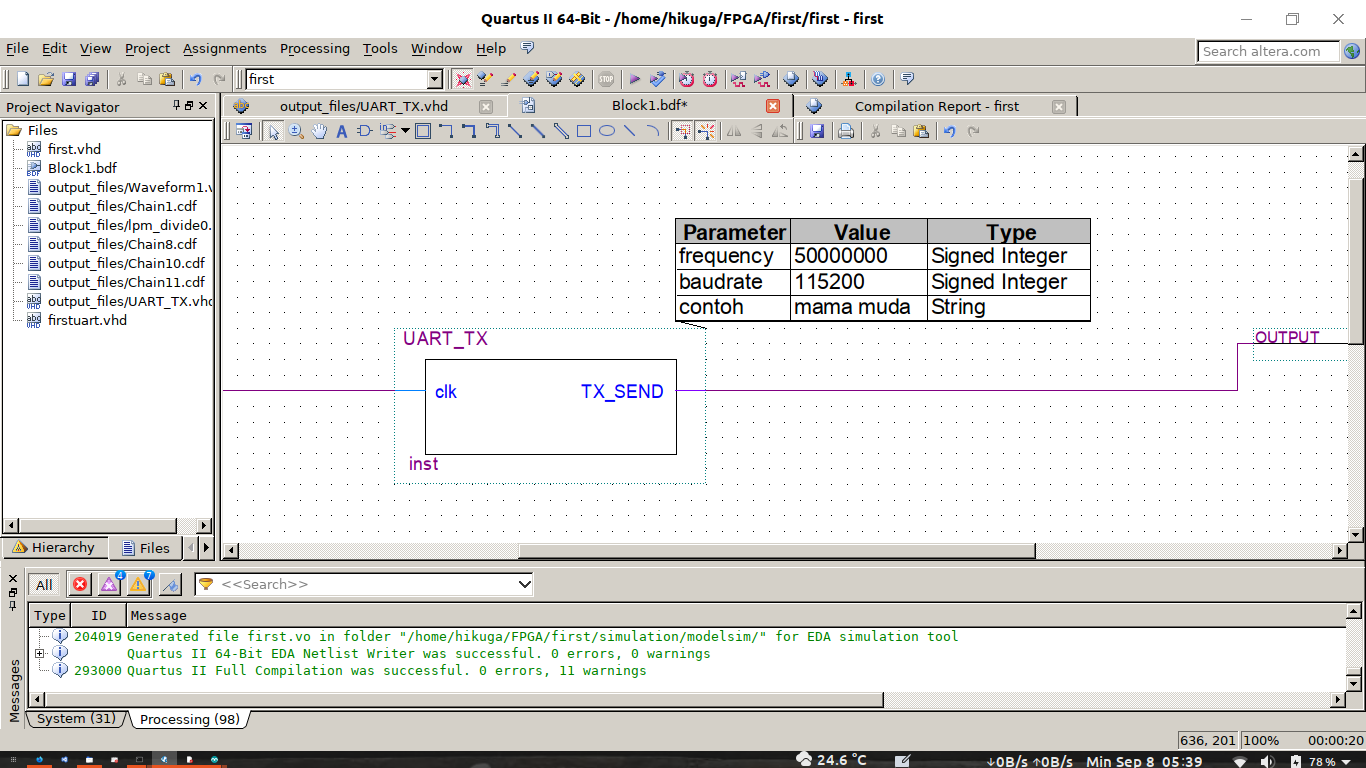 Quartus II 64-Bit - /home/hikuga/FPGA/first/first - first
File Edit View Project Assignments Processing Tools Window Help
Search altera.com
first
Project Navigator
output_files/UART_TX.vhd
Block1.bdf*
Compilation Report - first
Files
first.vhd
Block1.bdf
output_files/Waveform1.v
output_files/Chain1.cdf
output_files/lpm_divide0.
output_files/Chain8.cdf
output_files/Chain10.cdf
output_files/Chain11.cdf
output_files/UART_TX.vhd
firstuart.vhd
Hierarchy Files
Parameter Value Type
frequency 50000000 Signed Integer
baudrate 115200 Signed Integer
contoh mama muda String
UART_TX
OUTPUT
clk TX_SEND
inst
All 4 7 <<Search>>
Type ID Message
204019 Generated file first.vo in folder "/home/hikuga/FPGA/first/simulation/modelsim/" for EDA simulation tool
Quartus II 64-Bit EDA Netlist Writer was successful. 0 errors, 0 warnings
293000 Quartus II Full Compilation was successful. 0 errors, 11 warnings
Messages
System (31) Processing (98)
636, 201 100% 00:00:20
24.6 °C ↓0B/s ↑0B/s Min Sep 8 05:39 78%